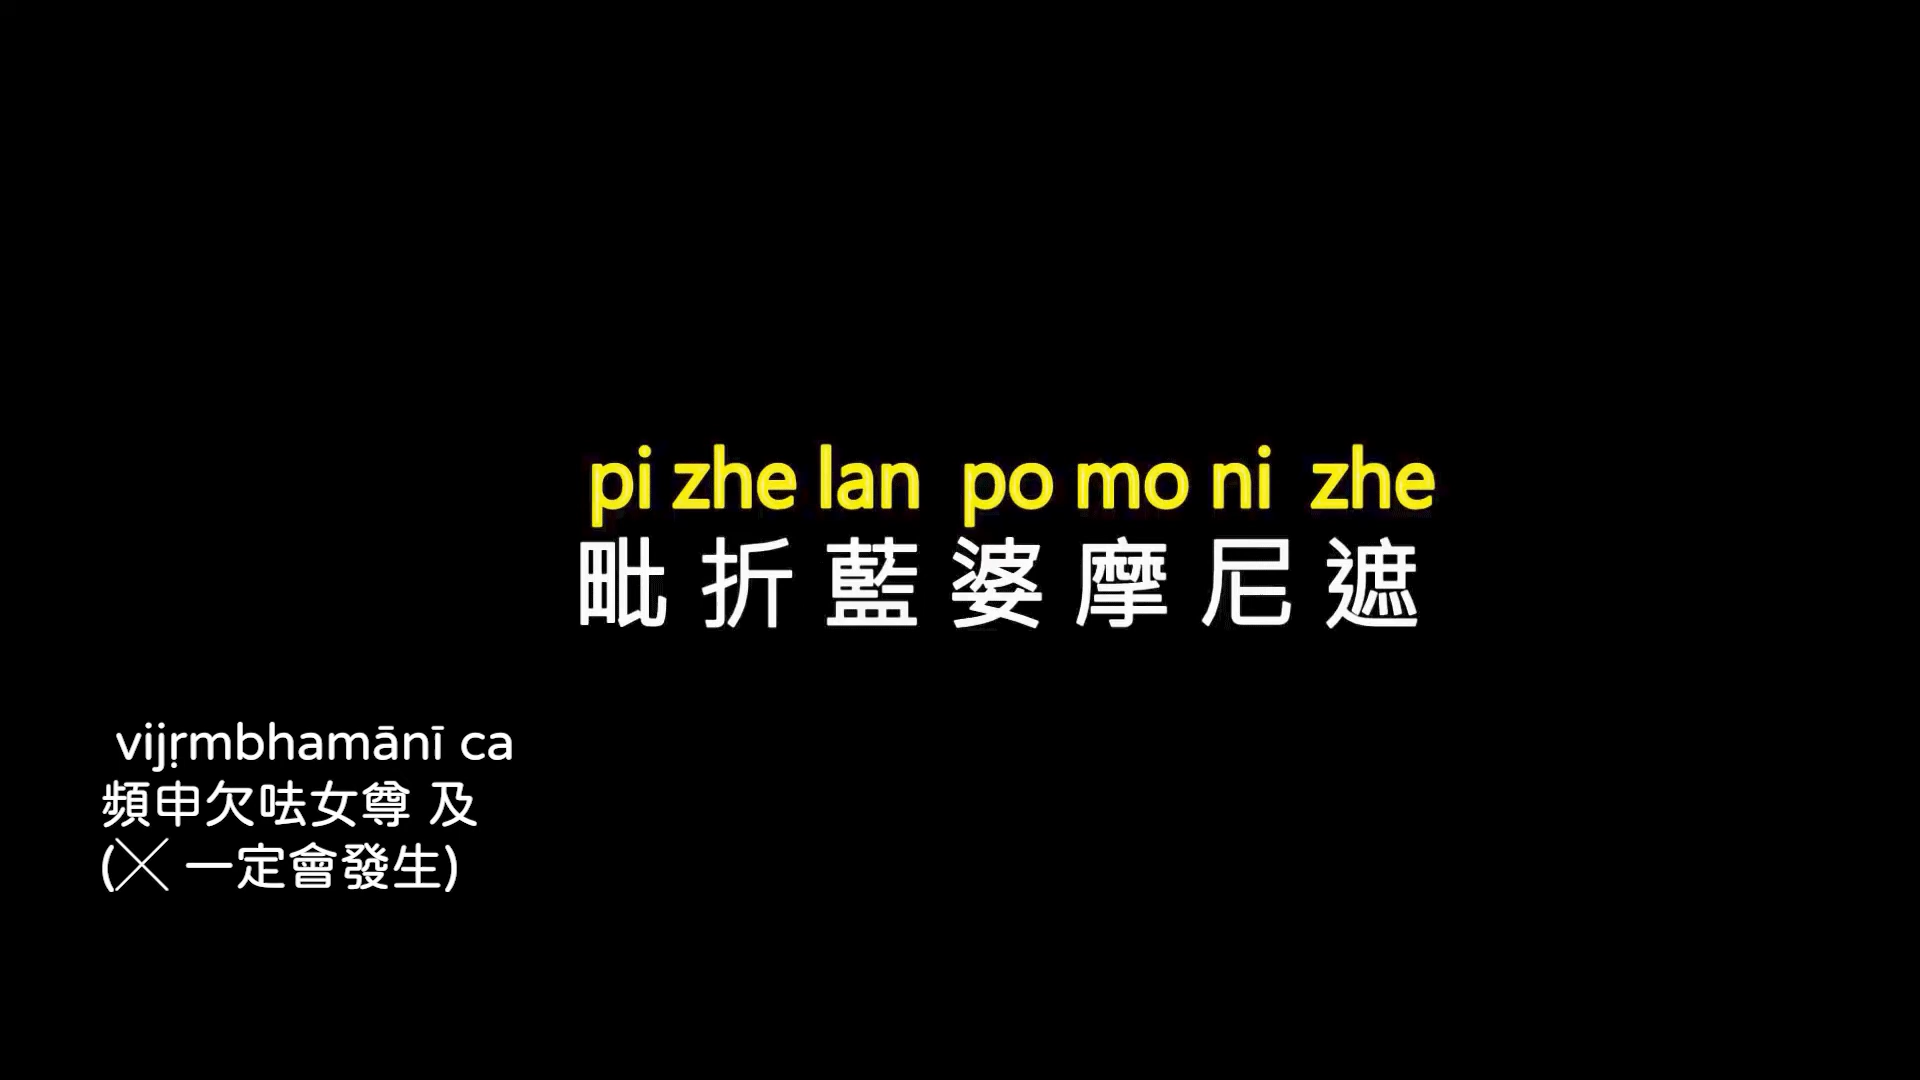 pi zhe lan po mo ni zhe
毗折藍婆摩尼遮
vijṛmbhamānī ca
頻申欠呿女尊 及
(╳ 一定會發生)